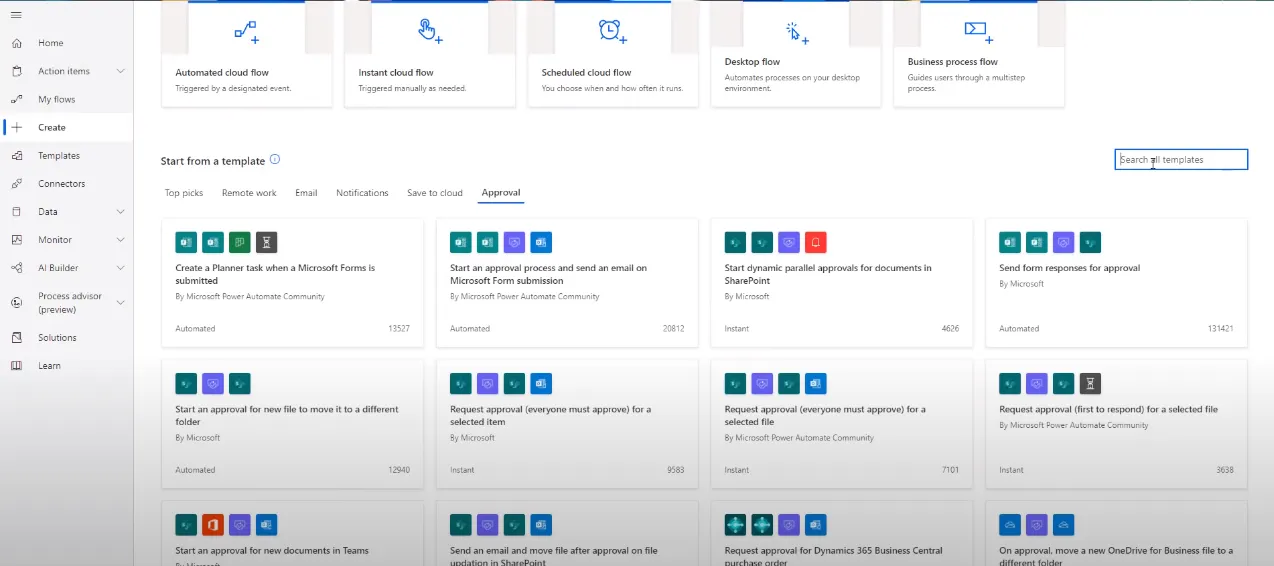 Home
Action items
My flows
Create
Templates
Connectors
Data
Monitor
AI Builder
Process advisor
(preview)
Solutions
Learn
Automated cloud flow
Triggered by a designated event.
Instant cloud flow
Triggered manually as needed.
Scheduled cloud flow
You choose when and how often it runs.
Desktop flow
Automates processes on your desktop
environment.
Business process flow
Guides users through a multistep
process.
Start from a template
Search all templates
Top picks
Remote work
Email
Notifications
Save to cloud
Approval
Create a Planner task when a Microsoft Forms is
submitted
By Microsoft Power Automate Community
Automated
13527
Start an approval process and send an email on
Microsoft Form submission
By Microsoft Power Automate Community
Automated
20812
Start dynamic parallel approvals for documents in
SharePoint
By Microsoft
Instant
4626
Send form responses for approval
By Microsoft
Automated
131421
Start an approval for new file to move it to a different
folder
By Microsoft
Automated
12940
Request approval (everyone must approve) for a
selected item
By Microsoft
Instant
9583
Request approval (everyone must approve) for a
selected file
By Microsoft Power Automate Community
Instant
7101
Request approval (first to respond) for a selected file
By Microsoft Power Automate Community
Instant
3638
Start an approval for new documents in Teams
By Microsoft
Send an email and move file after approval on file
updation in SharePoint
Request approval for Dynamics 365 Business Central
purchase order
On approval, move a new OneDrive for Business file to a
different folder